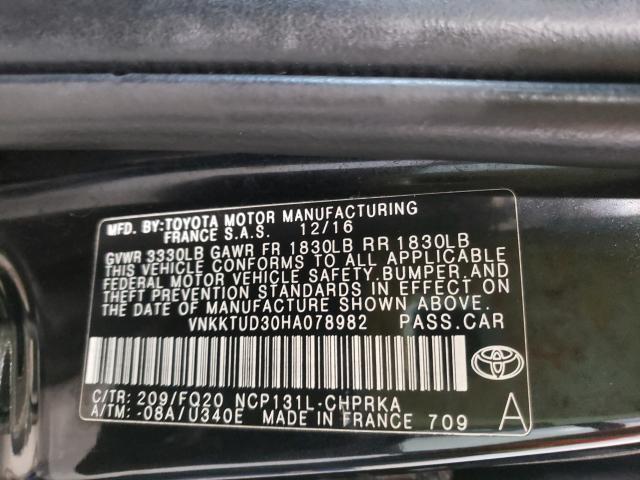 MFD. BY: TOYOTA MOTOR MANUFACTURING
FRANCE S.A.S. 12/16
GVWR 3330LB GAWR FR 1830LB RR 1830LB
THIS VEHICLE CONFORMS TO ALL APPLICABLE
FEDERAL MOTOR VEHICLE SAFETY, BUMPER, AND
THEFT PREVENTION STANDARDS IN EFFECT ON
THE DATE OF MANUFACTURE SHOWN ABOVE.
VNKKTUD30HA078982 PASS.CAR
C/TR: 209/FQ20 NCP131L-CHPRKA
A/TM: -08A/U340E MADE IN FRANCE 709 A